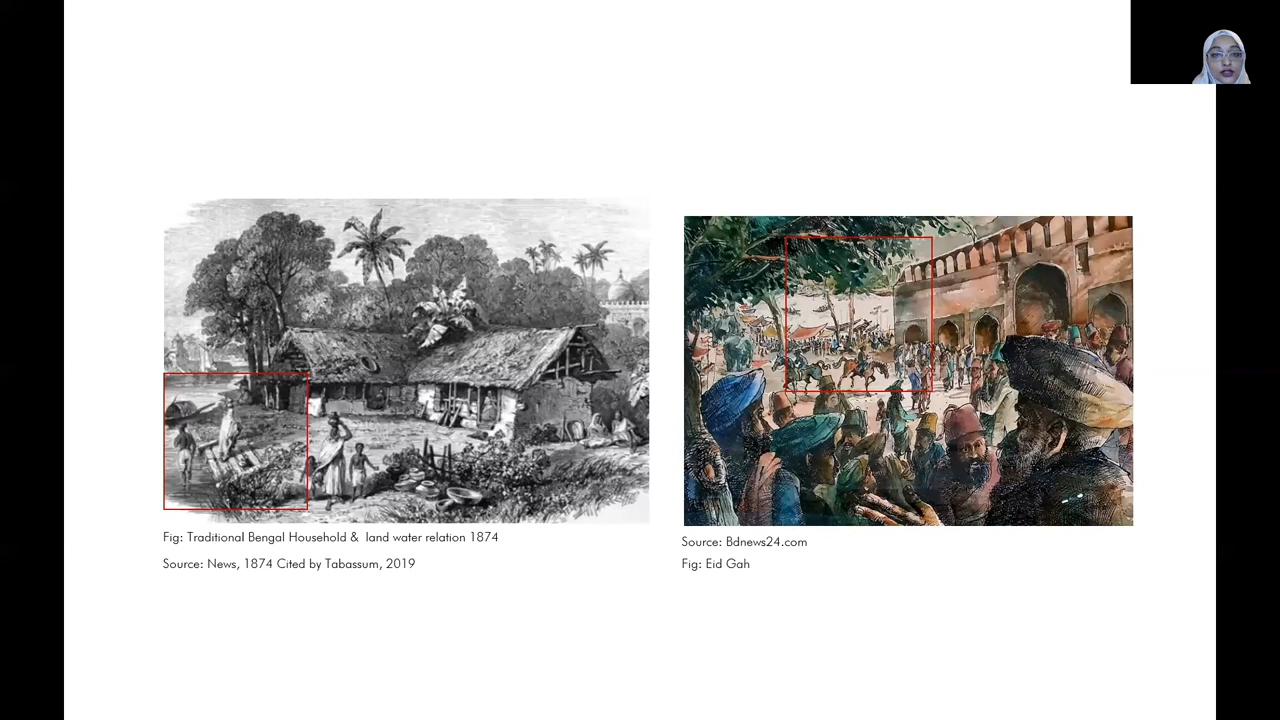 Fig: Traditional Bengal Household & land water relation 1874
Source: News, 1874 Cited by Tabassum, 2019
Source: Bdnews24.com
Fig: Eid Gah